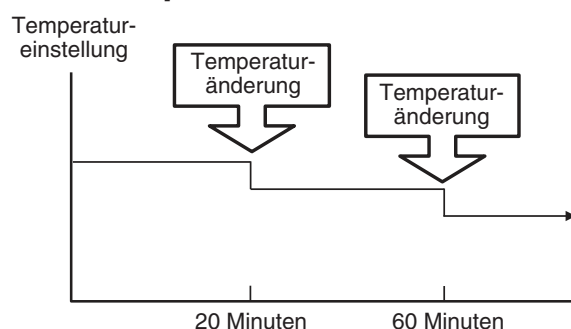 Temperatur-
einstellung
Temperatur-
änderung
Temperatur-
änderung
20 Minuten
60 Minuten